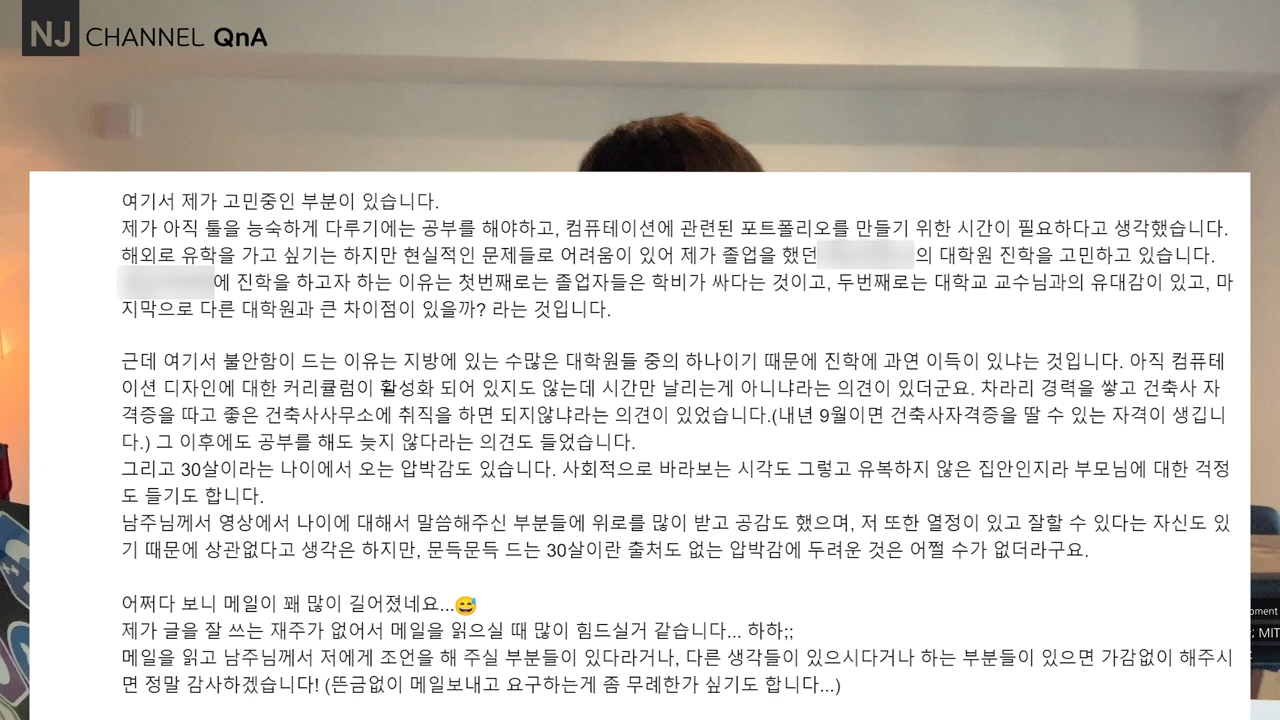 NJ CHANNEL QnA
여기서 제가 고민중인 부분이 있습니다.
제가 아직 툴을 능숙하게 다루기에는 공부를 해야하고, 컴퓨테이션에 관련된 포트폴리오를 만들기 위한 시간이 필요하다고 생각했습니다.
해외로 유학을 가고 싶기는 하지만 현실적인 문제들로 어려움이 있어 제가 졸업을 했던 의 대학원 진학을 고민하고 있습니다.
에 진학을 하고자 하는 이유는 첫번째로는 졸업자들은 학비가 싸다는 것이고, 두번째로는 대학교 교수님과의 유대감이 있고, 마
지막으로 다른 대학원과 큰 차이점이 있을까? 라는 것입니다.
근데 여기서 불안함이 드는 이유는 지방에 있는 수많은 대학원들 중의 하나이기 때문에 진학에 과연 이득이 있냐는 것입니다. 아직 컴퓨테
이션 디자인에 대한 커리큘럼이 활성화 되어 있지도 않는데 시간만 날리는게 아니냐라는 의견이 있더군요. 차라리 경력을 쌓고 건축사 자
격증을 따고 좋은 건축사사무소에 취직을 하면 되지않냐라는 의견이 있었습니다.(내년 9월이면 건축사자격증을 딸 수 있는 자격이 생깁니
다.) 그 이후에도 공부를 해도 늦지 않다라는 의견도 들었습니다.
그리고 30살이라는 나이에서 오는 압박감도 있습니다. 사회적으로 바라보는 시각도 그렇고 유복하지 않은 집안인지라 부모님에 대한 걱정
도 들기도 합니다.
남주님께서 영상에서 나이에 대해서 말씀해주신 부분들에 위로를 많이 받고 공감도 했으며, 저 또한 열정이 있고 잘할 수 있다는 자신도 있
기 때문에 상관없다고 생각은 하지만, 문득문득 드는 30살이란 출처도 없는 압박감에 두려운 것은 어쩔 수가 없더라구요.
어쩌다 보니 메일이 꽤 많이 길어졌네요...😅
제가 글을 잘 쓰는 재주가 없어서 메일을 읽으실 때 많이 힘드실거 같습니다... 하하;;
메일을 읽고 남주님께서 저에게 조언을 해 주실 부분들이 있다라거나, 다른 생각들이 있으시다거나 하는 부분들이 있으면 가감없이 해주시
면 정말 감사하겠습니다! (뜬금없이 메일보내고 요구하는게 좀 무례한가 싶기도 합니다...)
MIT